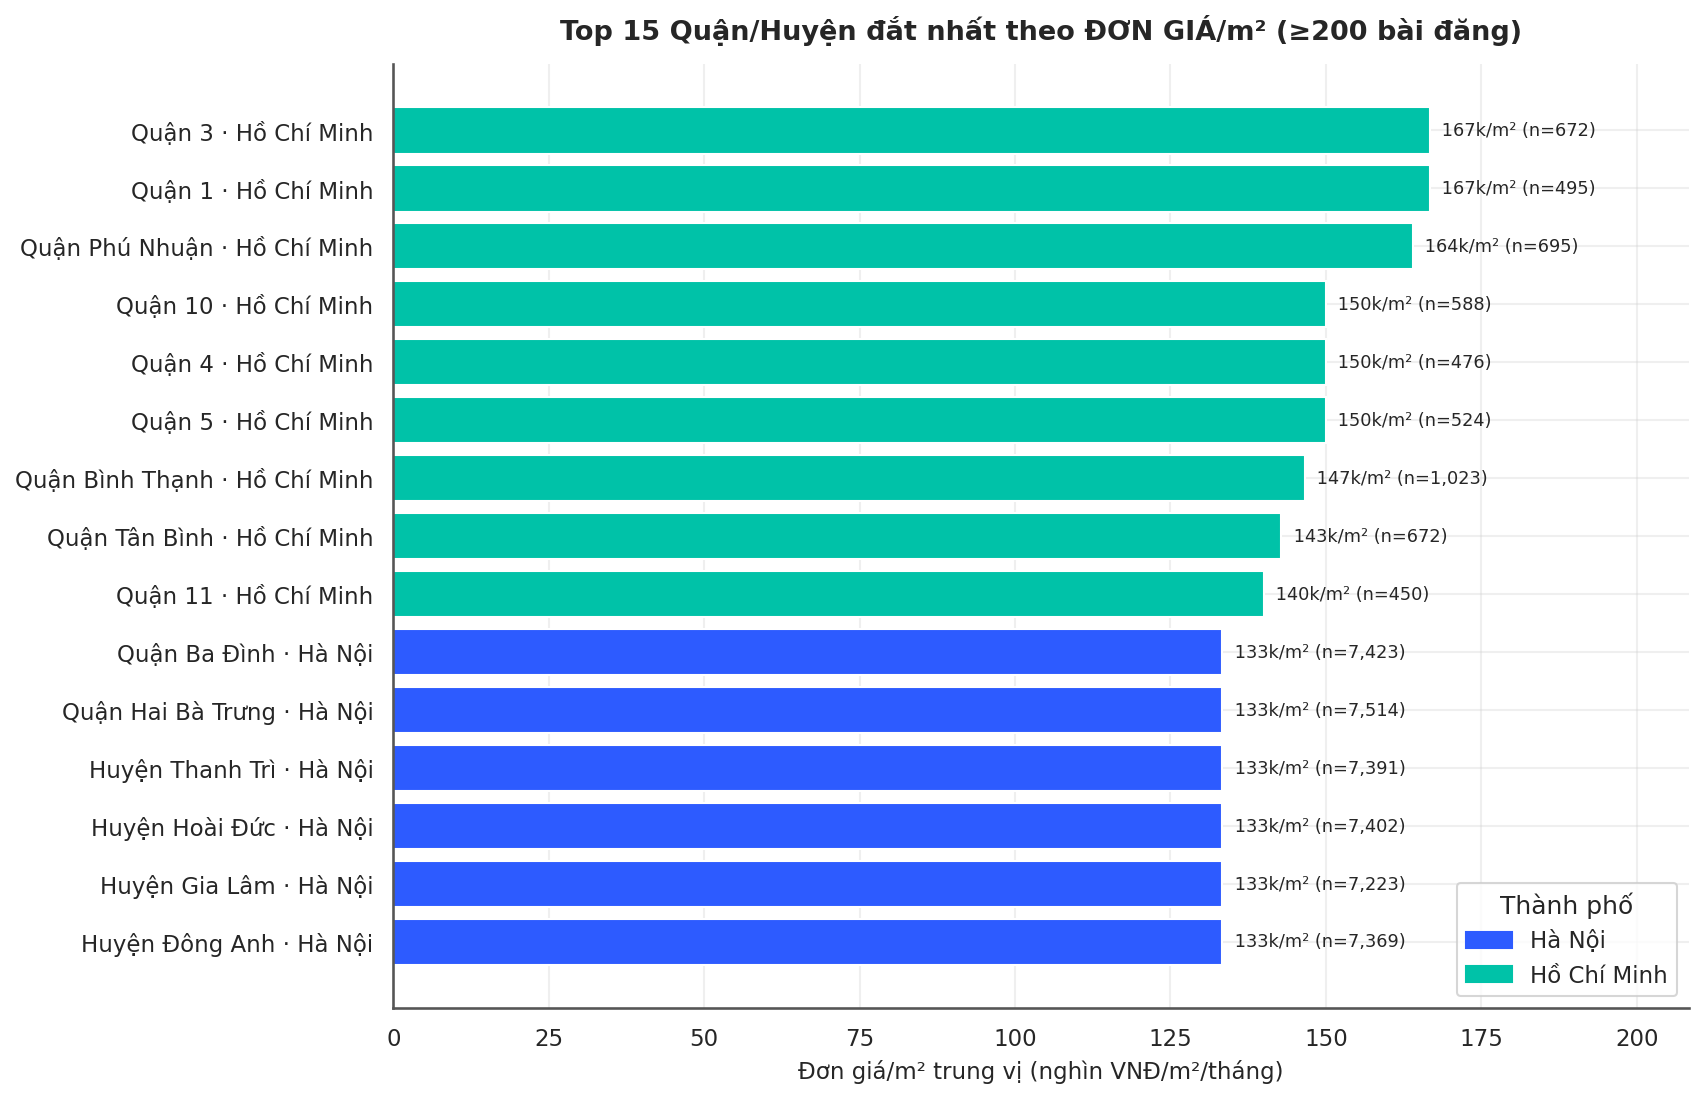 Top 15 Quận/Huyện đắt nhất theo ĐƠN GIÁ/m² (≥200 bài đăng)
Quận 3 · Hồ Chí Minh 167k/m² (n=672)
Quận 1 · Hồ Chí Minh 167k/m² (n=495)
Quận Phú Nhuận · Hồ Chí Minh 164k/m² (n=695)
Quận 10 · Hồ Chí Minh 150k/m² (n=588)
Quận 4 · Hồ Chí Minh 150k/m² (n=476)
Quận 5 · Hồ Chí Minh 150k/m² (n=524)
Quận Bình Thạnh · Hồ Chí Minh 147k/m² (n=1,023)
Quận Tân Bình · Hồ Chí Minh 143k/m² (n=672)
Quận 11 · Hồ Chí Minh 140k/m² (n=450)
Quận Ba Đình · Hà Nội 133k/m² (n=7,423)
Quận Hai Bà Trưng · Hà Nội 133k/m² (n=7,514)
Huyện Thanh Trì · Hà Nội 133k/m² (n=7,391)
Huyện Hoài Đức · Hà Nội 133k/m² (n=7,402)
Huyện Gia Lâm · Hà Nội 133k/m² (n=7,223)
Huyện Đông Anh · Hà Nội 133k/m² (n=7,369)
Thành phố
Hà Nội
Hồ Chí Minh
0 25 50 75 100 125 150 175 200
Đơn giá/m² trung vị (nghìn VNĐ/m²/tháng)